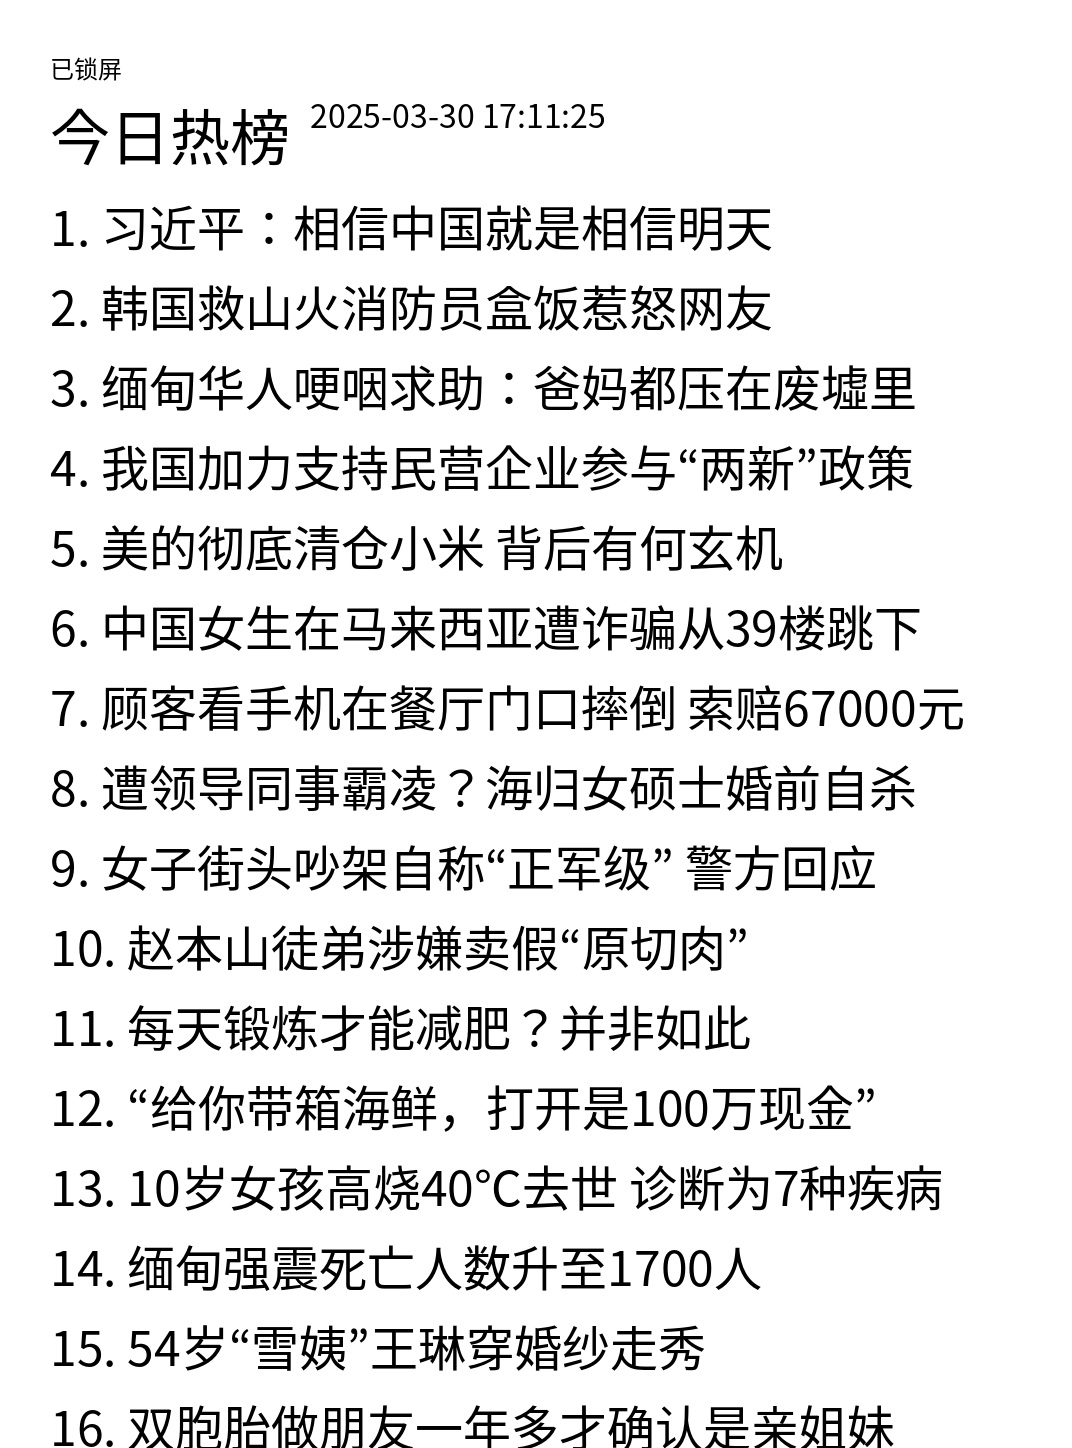 已锁屏
今日热榜 2025-03-30 17:11:25
1. 习近平：相信中国就是相信明天
2. 韩国救山火消防员盒饭惹怒网友
3. 缅甸华人哽咽求助：爸妈都压在废墟里
4. 我国加力支持民营企业参与“两新”政策
5. 美的彻底清仓小米 背后有何玄机
6. 中国女生在马来西亚遭诈骗从39楼跳下
7. 顾客看手机在餐厅门口摔倒 索赔67000元
8. 遭领导同事霸凌？海归女硕士婚前自杀
9. 女子街头吵架自称“正军级” 警方回应
10. 赵本山徒弟涉嫌卖假“原切肉”
11. 每天锻炼才能减肥？并非如此
12. “给你带箱海鲜，打开是100万现金”
13. 10岁女孩高烧40℃去世 诊断为7种疾病
14. 缅甸强震死亡人数升至1700人
15. 54岁“雪姨”王琳穿婚纱走秀
16. 双胞胎做朋友一年多才确认是亲姐妹